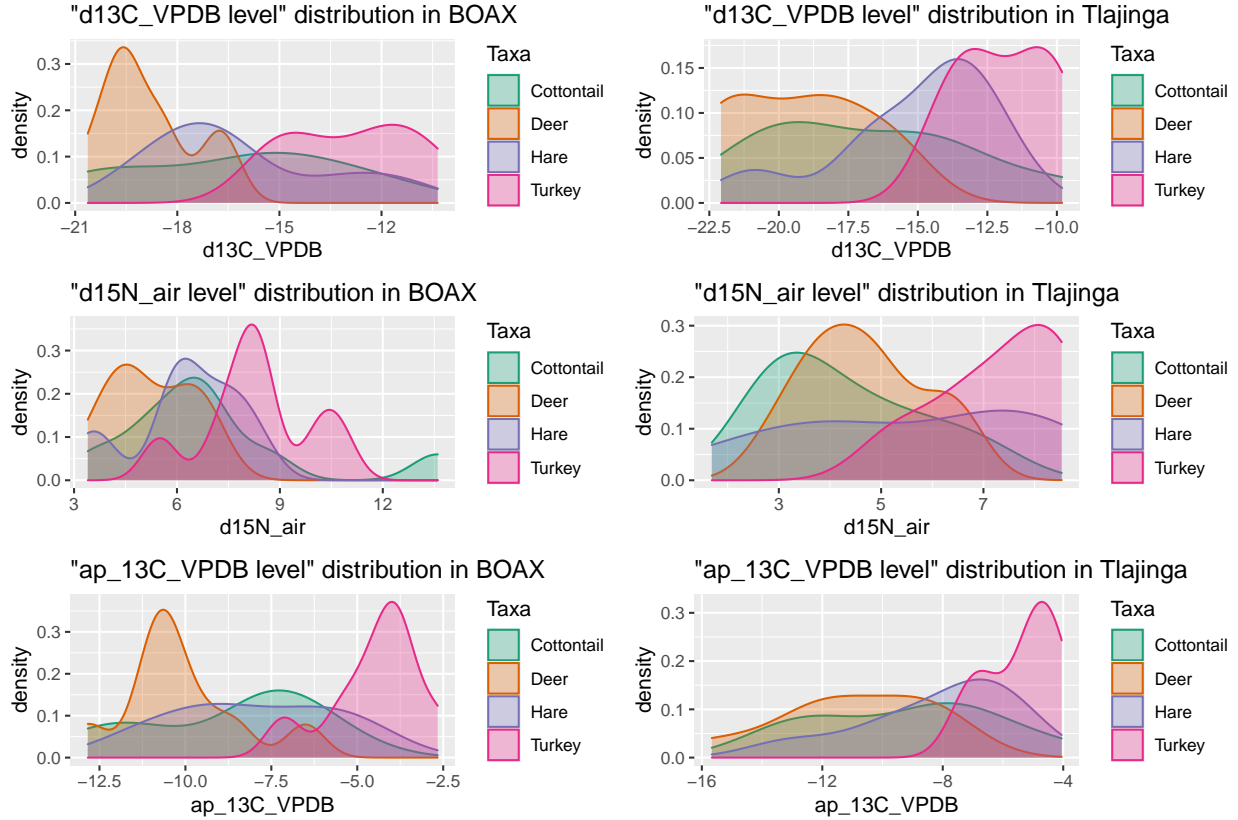 "d13C_VPDB level" distribution in BOAX
density
0.3
0.2
0.1
0.0
−21
−18
−15
−12
d13C_VPDB
Taxa
Cottontail
Deer
Hare
Turkey
"d13C_VPDB level" distribution in Tlajinga
density
0.15
0.10
0.05
0.00
−22.5
−20.0
−17.5
−15.0
−12.5
−10.0
d13C_VPDB
Taxa
Cottontail
Deer
Hare
Turkey
"d15N_air level" distribution in BOAX
density
0.3
0.2
0.1
0.0
3
6
9
12
d15N_air
Taxa
Cottontail
Deer
Hare
Turkey
"d15N_air level" distribution in Tlajinga
density
0.3
0.2
0.1
0.0
3
5
7
d15N_air
Taxa
Cottontail
Deer
Hare
Turkey
"ap_13C_VPDB level" distribution in BOAX
density
0.3
0.2
0.1
0.0
−12.5
−10.0
−7.5
−5.0
−2.5
ap_13C_VPDB
Taxa
Cottontail
Deer
Hare
Turkey
"ap_13C_VPDB level" distribution in Tlajinga
density
0.3
0.2
0.1
0.0
−16
−12
−8
−4
ap_13C_VPDB
Taxa
Cottontail
Deer
Hare
Turkey